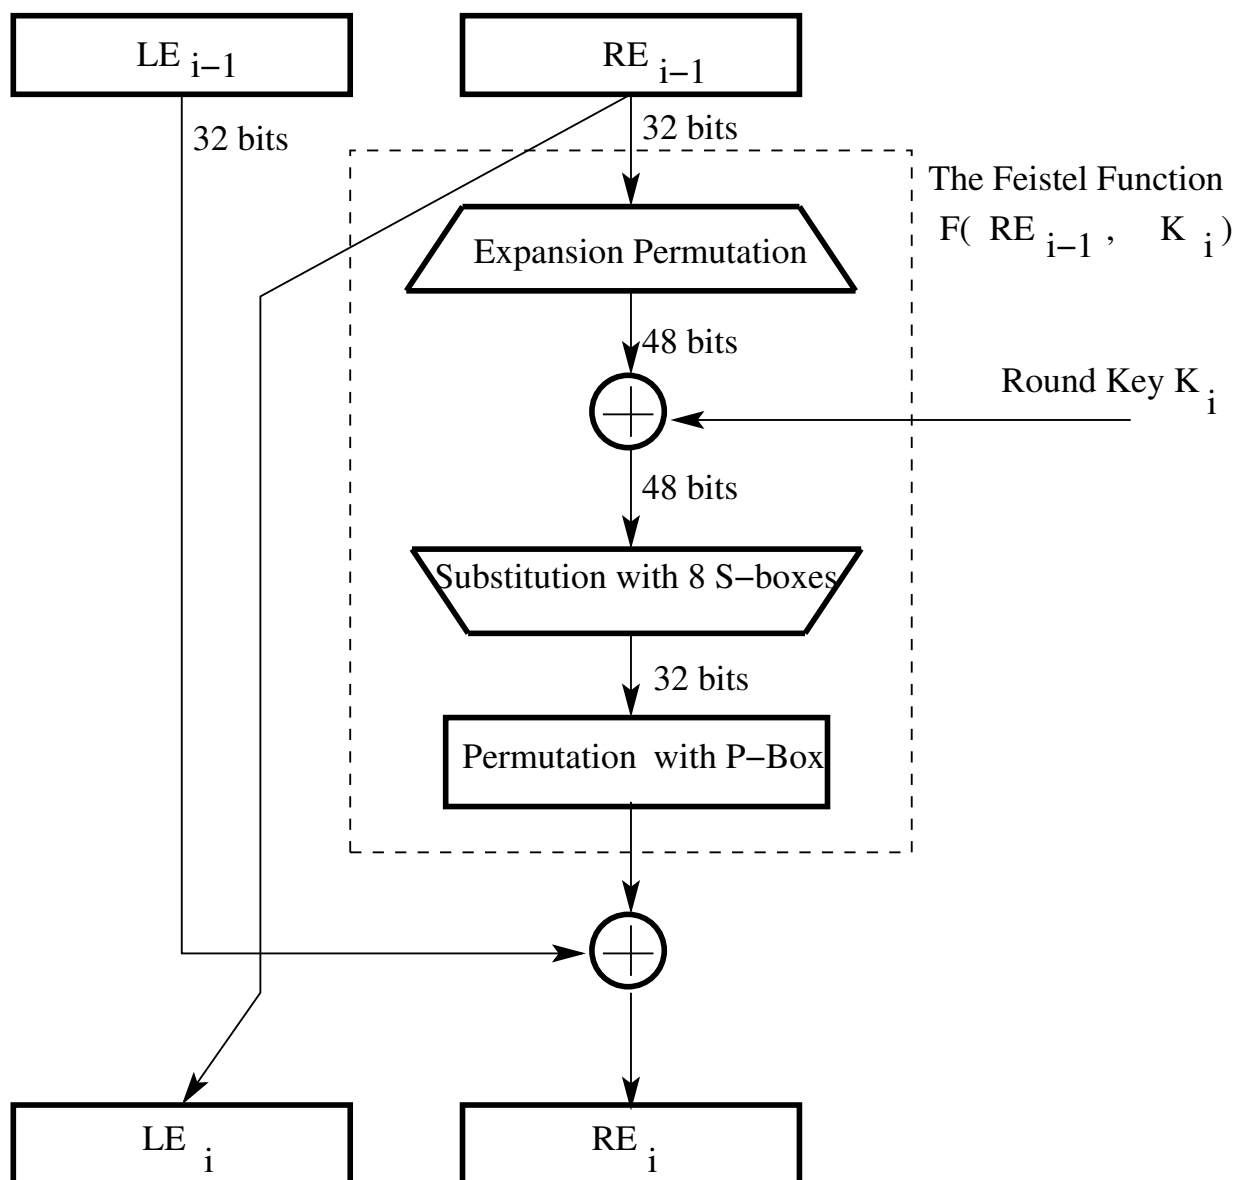 LE i−1
RE i−1
32 bits
32 bits
The Feistel Function
F( RE i−1 , K i )
Expansion Permutation
48 bits
Round Key K i
48 bits
Substitution with 8 S−boxes
32 bits
Permutation with P−Box
LE i
RE i